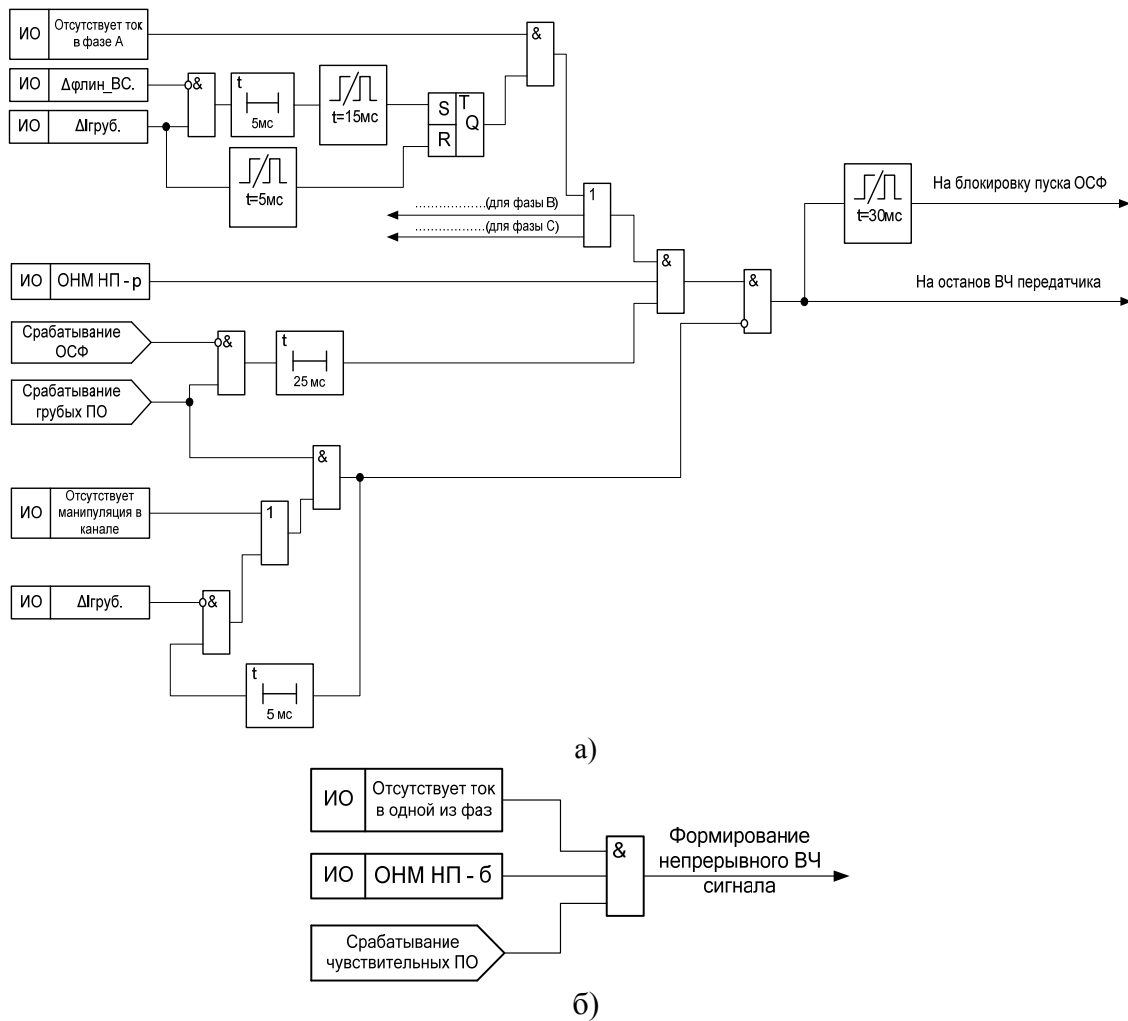 ИО
Отсутствует ток
в фазе А
&
ИО
Δφлин_ВС.
&
t
5мс
t=15мс
S
T
Q
R
ИО
ΔIгруб.
t=5мс
1
..................(для фазы В)
..................(для фазы С)
t=30мс
На блокировку пуска ОСФ
&
ИО
ОНМ НП - р
&
На останов ВЧ передатчика
Срабатывание
ОСФ
&
t
25 мс
Срабатывание
грубых ПО
&
ИО
Отсутствует
манипуляция в
канале
1
ИО
ΔIгруб.
&
t
5 мс
а)
ИО
Отсутствует ток
в одной из фаз
&
Формирование
непрерывного ВЧ
сигнала
ИО
ОНМ НП - б
Срабатывание
чувствительных ПО
б)